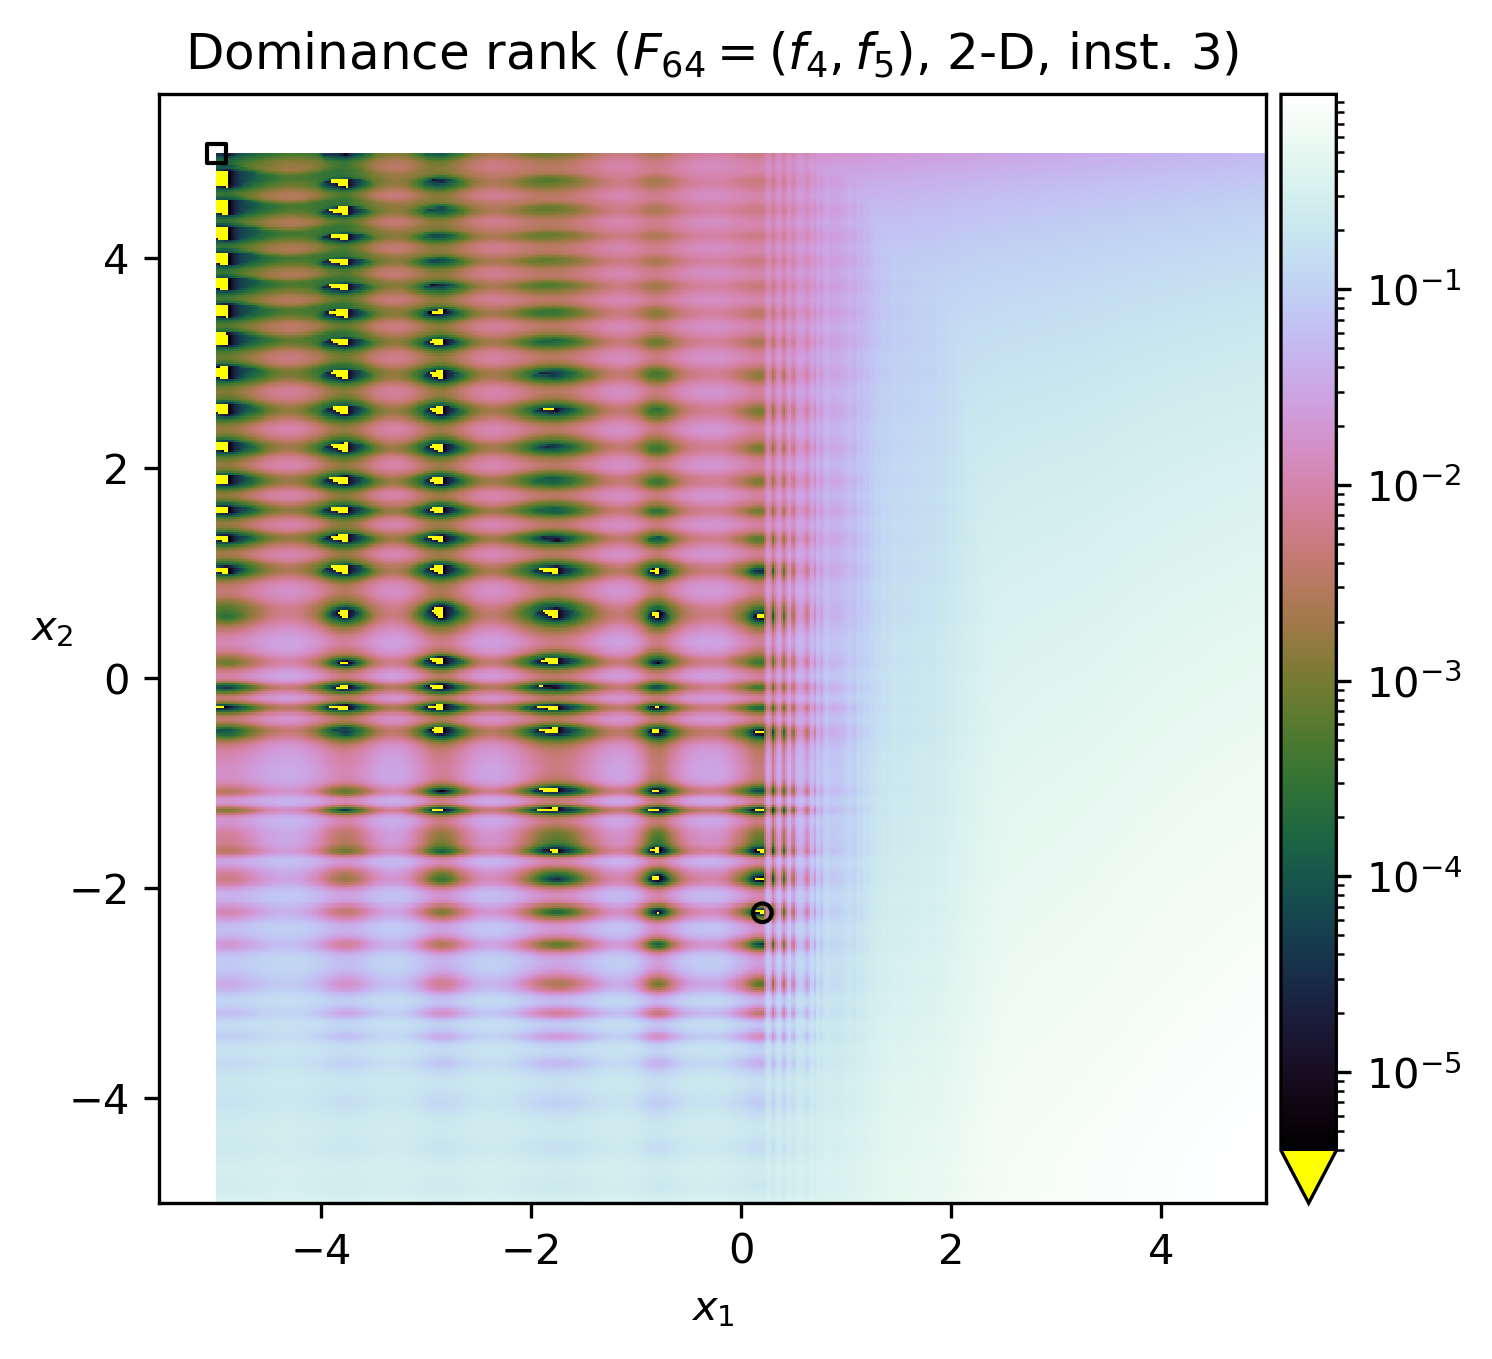 Dominance rank (F₆₄ = (f₄, f₅), 2-D, inst. 3)
4
2
0
−2
−4
x₂
−4 −2 0 2 4
x₁
10⁻¹
10⁻²
10⁻³
10⁻⁴
10⁻⁵